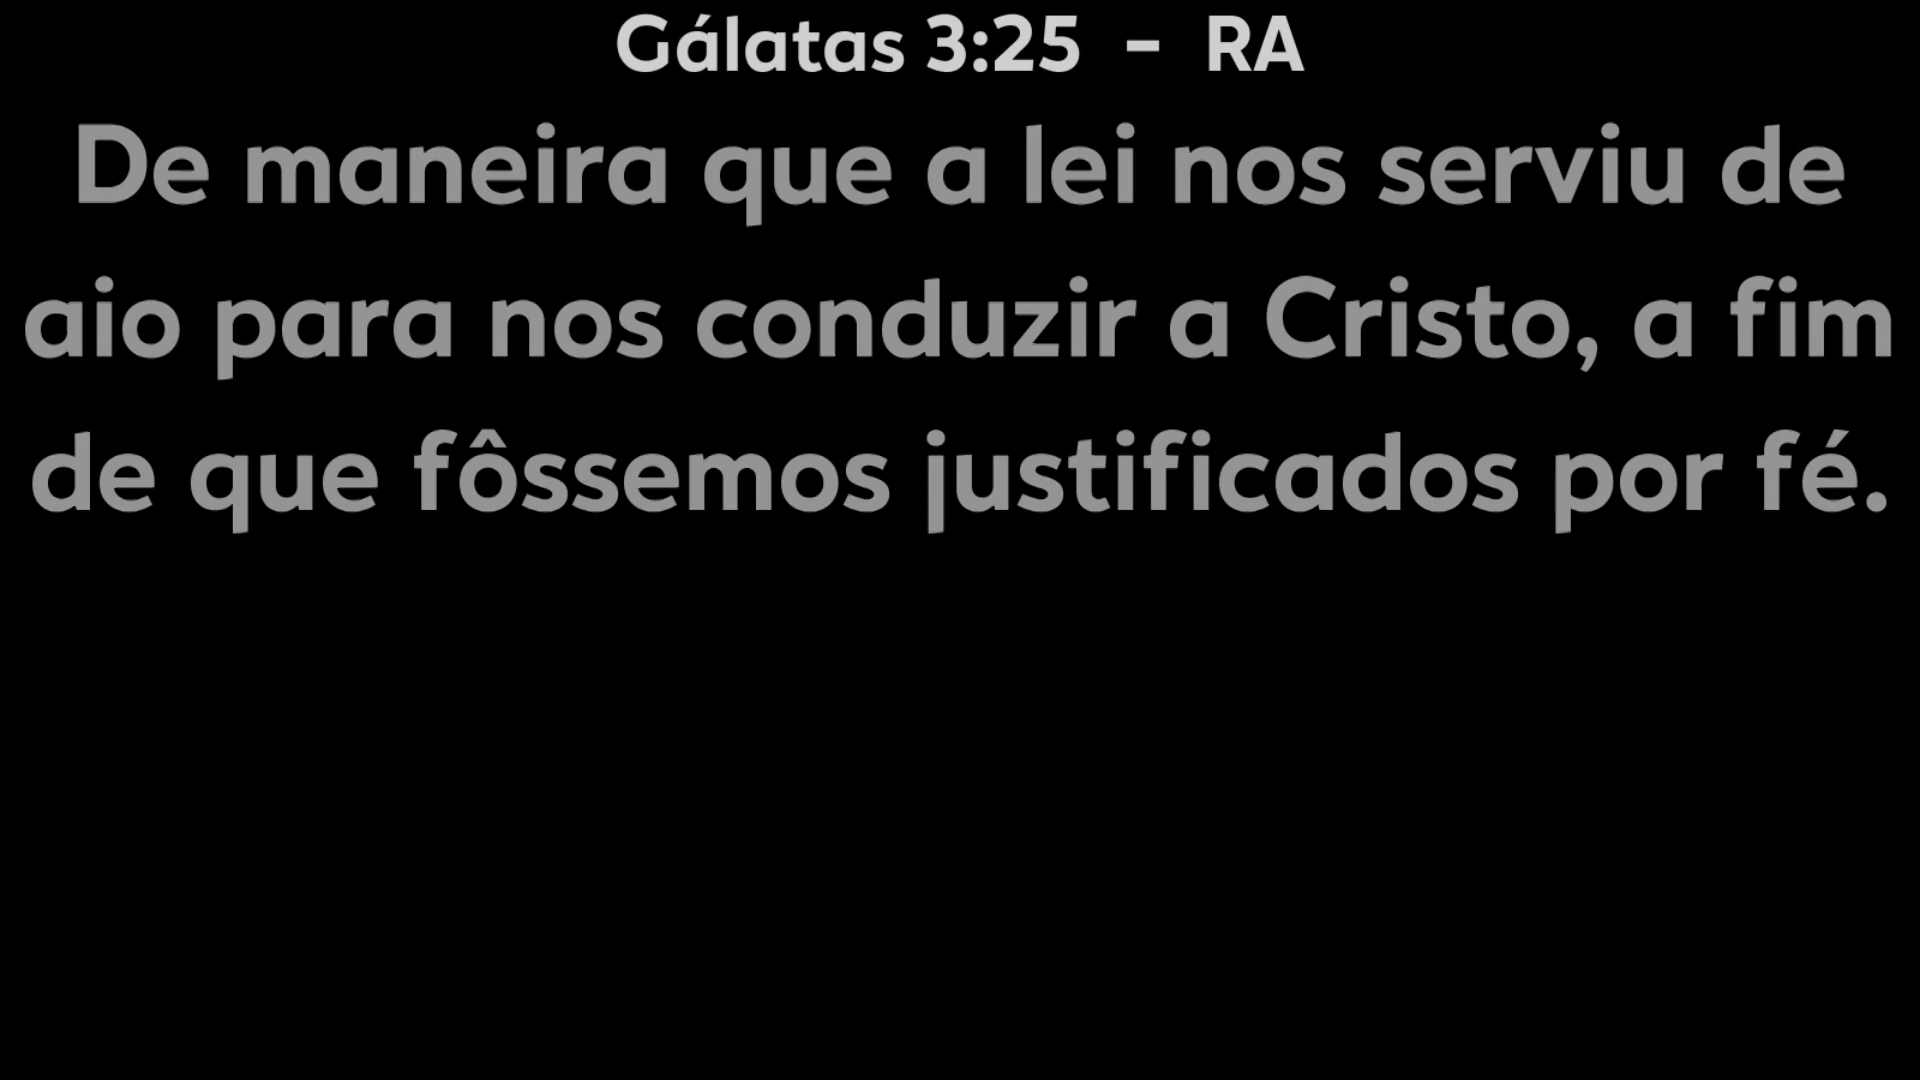 Gálatas 3:25 - RA
De maneira que a lei nos serviu de
aio para nos conduzir a Cristo, a fim
de que fôssemos justificados por fé.